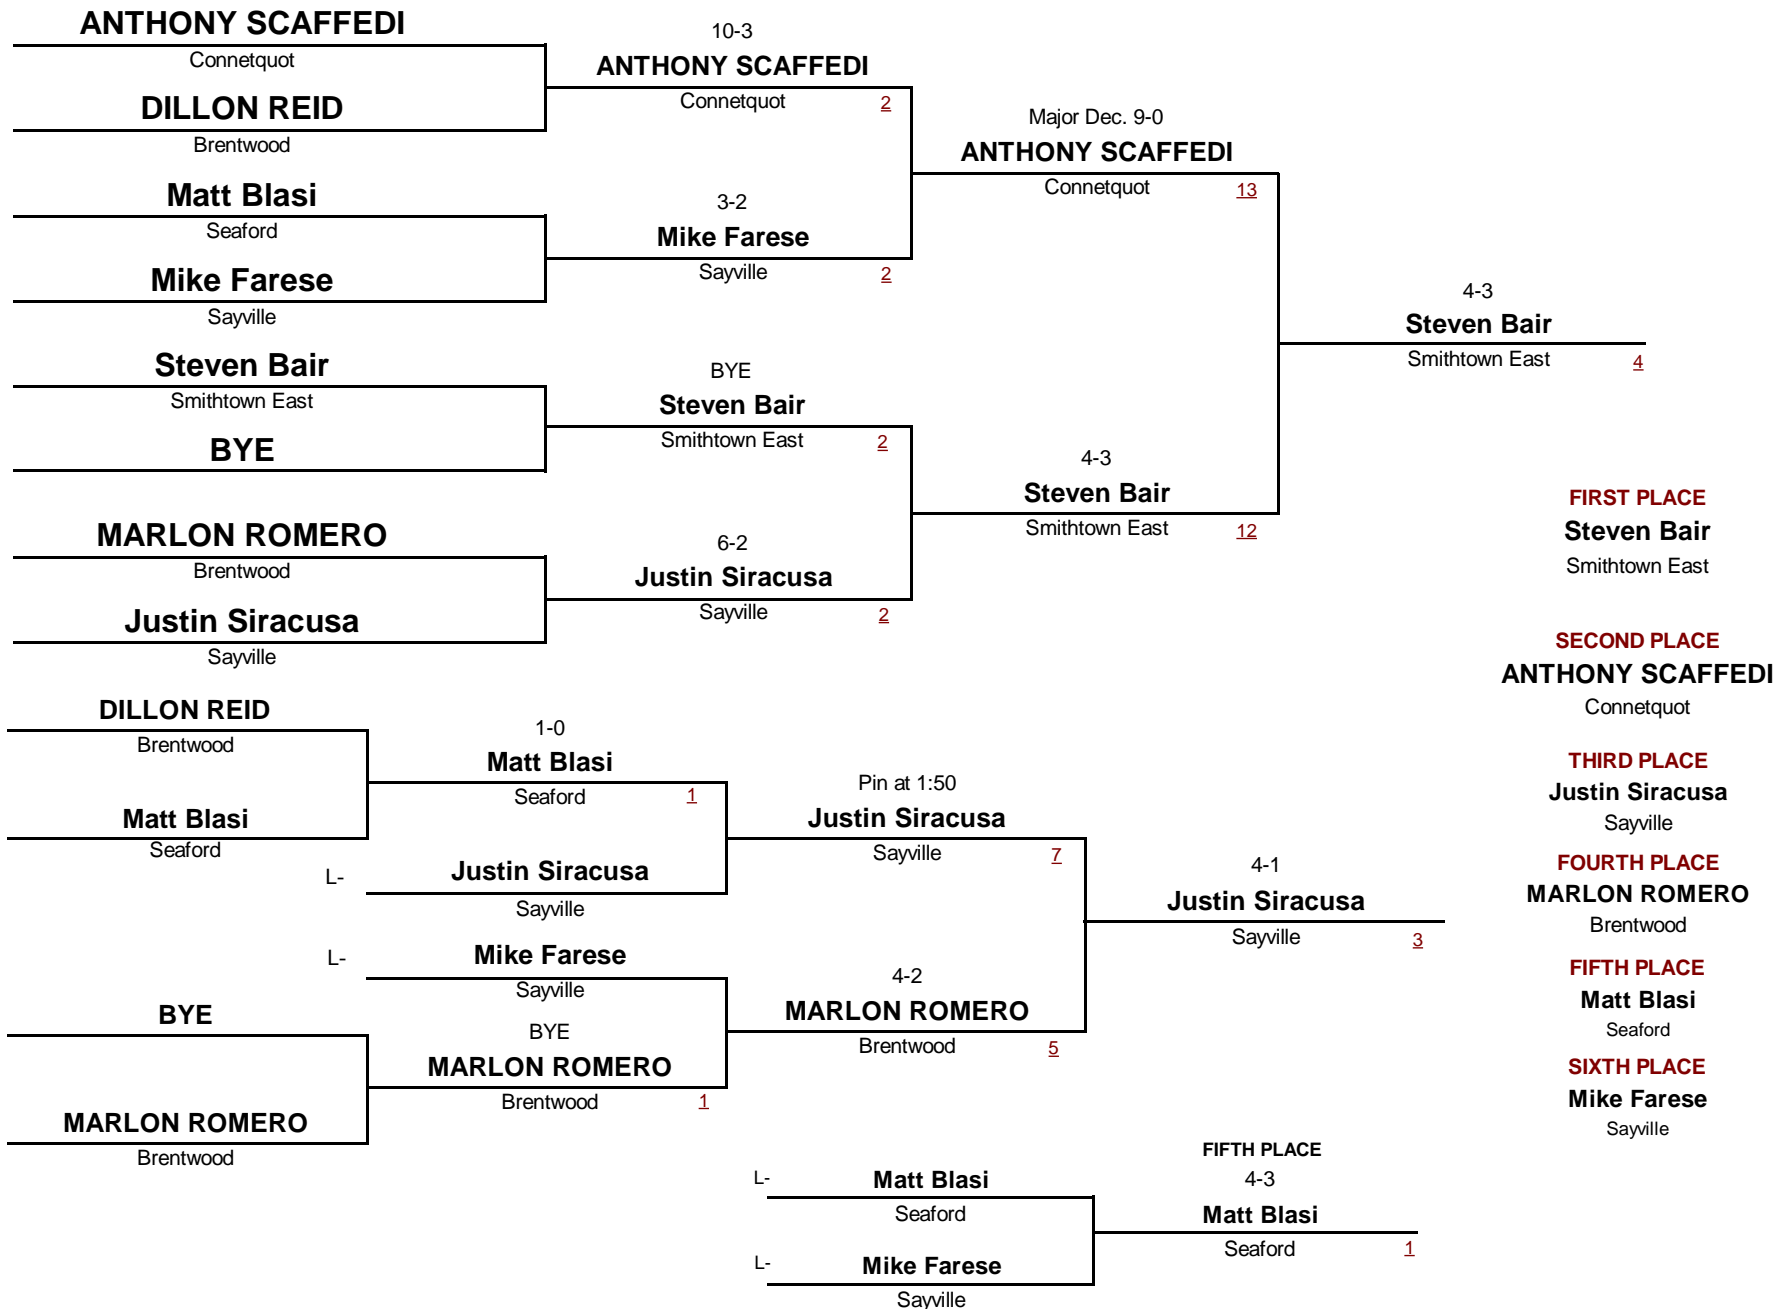 ANTHONY SCAFFEDI
Connetquot
DILLON REID
Brentwood
Matt Blasi
Seaford
Mike Farese
Sayville
Steven Bair
Smithtown East
BYE
MARLON ROMERO
Brentwood
Justin Siracusa
Sayville
10-3
ANTHONY SCAFFEDI
Connetquot 2
3-2
Mike Farese
Sayville 2
BYE
Steven Bair
Smithtown East 2
6-2
Justin Siracusa
Sayville 2
Major Dec. 9-0
ANTHONY SCAFFEDI
Connetquot 13
4-3
Steven Bair
Smithtown East 12
4-3
Steven Bair
Smithtown East 4
DILLON REID
Brentwood
Matt Blasi
Seaford
BYE
MARLON ROMERO
Brentwood
1-0
Matt Blasi
Seaford 1
L- Justin Siracusa
Sayville
L- Mike Farese
Sayville
BYE
MARLON ROMERO
Brentwood 1
Pin at 1:50
Justin Siracusa
Sayville 7
4-2
MARLON ROMERO
Brentwood 5
4-1
Justin Siracusa
Sayville 3
L- Matt Blasi
Seaford
L- Mike Farese
Sayville
FIFTH PLACE
4-3
Matt Blasi
Seaford 1
FIRST PLACE
Steven Bair
Smithtown East
SECOND PLACE
ANTHONY SCAFFEDI
Connetquot
THIRD PLACE
Justin Siracusa
Sayville
FOURTH PLACE
MARLON ROMERO
Brentwood
FIFTH PLACE
Matt Blasi
Seaford
SIXTH PLACE
Mike Farese
Sayville